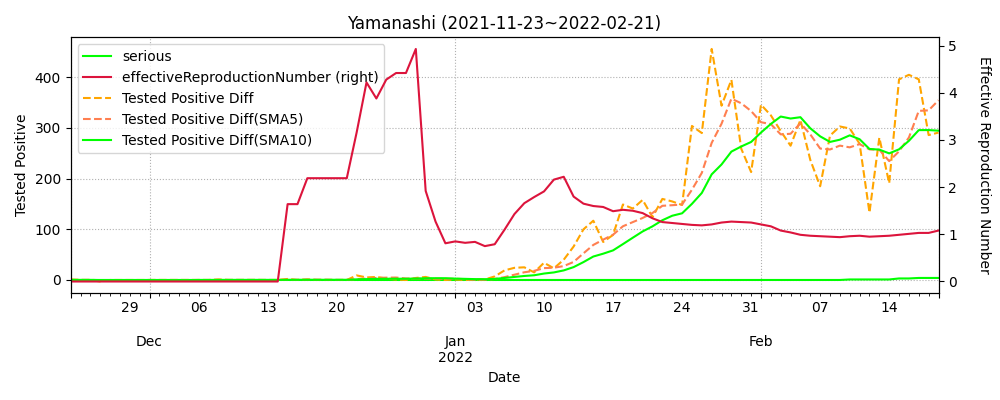 Yamanashi (2021-11-23~2022-02-21)
serious
effectiveReproductionNumber (right)
Tested Positive Diff
Tested Positive Diff(SMA5)
Tested Positive Diff(SMA10)
Tested Positive
400
300
200
100
0
5
4
3
2
1
0
Effective Reproduction Number
29 06 13 20 27 03 10 17 24 31 07 14
Dec Jan Feb
2022
Date